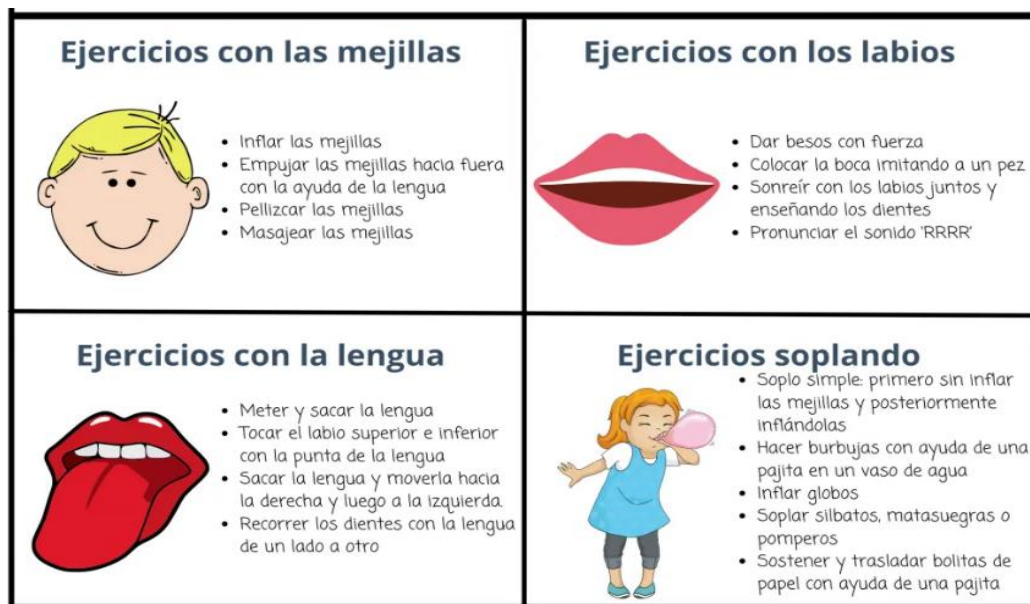 Ejercicios con las mejillas
• Inflar las mejillas
• Empujar las mejillas hacia fuera
con la ayuda de la lengua
• Pellizcar las mejillas
• Masajear las mejillas
Ejercicios con los labios
• Dar besos con fuerza
• Colocar la boca imitando a un pez
• Sonreír con los labios juntos y
enseñando los dientes
• Pronunciar el sonido 'RRRR'
Ejercicios con la lengua
• Meter y sacar la lengua
• Tocar el labio superior e inferior
con la punta de la lengua
• Sacar la lengua y moverla hacia
la derecha y luego a la izquierda.
• Recorrer los dientes con la lengua
de un lado a otro
Ejercicios soplando
• Soplo simple: primero sin inflar
las mejillas y posteriormente
inflándolas
• Hacer burbujas con ayuda de una
pajita en un vaso de agua
• Inflar globos
• Soplar silbatos, matasuegras o
pomperos
• Sostener y trasladar bolitas de
papel con ayuda de una pajita